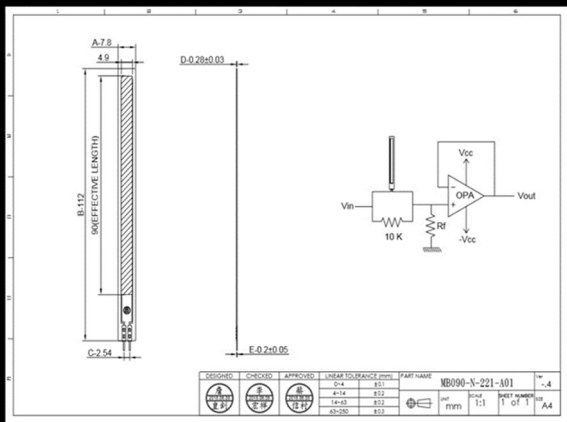 A-7.8
4.9
D-0.28±0.03
B-112
90(EFFECTIVE LENGTH)
C-2.54
E-0.2±0.05
Vin
10 K
Rf
Vcc
OPA
-Vcc
Vout
DESIGNED CHECKED APPROVED LINEAR TOLERANCE (mm) PART NAME MB090-N-221-A01 Ver -.4
0~4 ±0.1
4~14 ±0.2
14~63 ±0.2
63~250 ±0.3
UNIT mm SCALE 1:1 SHEET NUMBER 1 of 1 SIZE A4